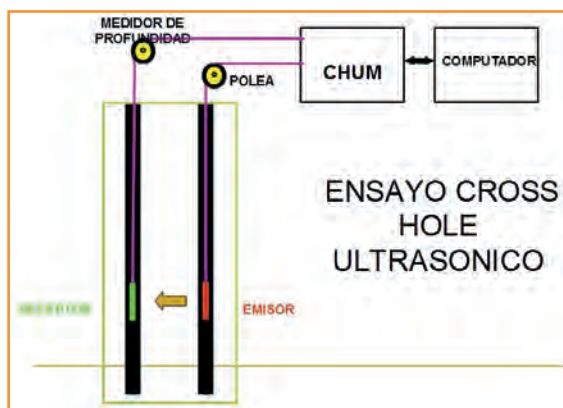 MEDIDOR DE
PROFUNDIDAD
POLEA
CHUM
COMPUTADOR
ENSAYO CROSS
HOLE
ULTRASONICO
EMISOR